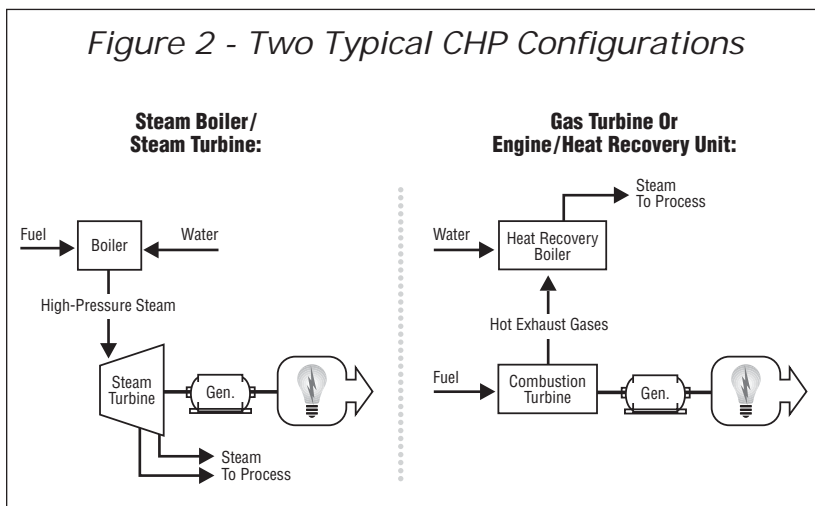 Figure 2 - Two Typical CHP Configurations
Steam Boiler/
Steam Turbine:
Fuel
Boiler
Water
High-Pressure Steam
Steam
Turbine
Gen.
Steam
To Process
Gas Turbine Or
Engine/Heat Recovery Unit:
Steam
To Process
Water
Heat Recovery
Boiler
Hot Exhaust Gases
Fuel
Combustion
Turbine
Gen.